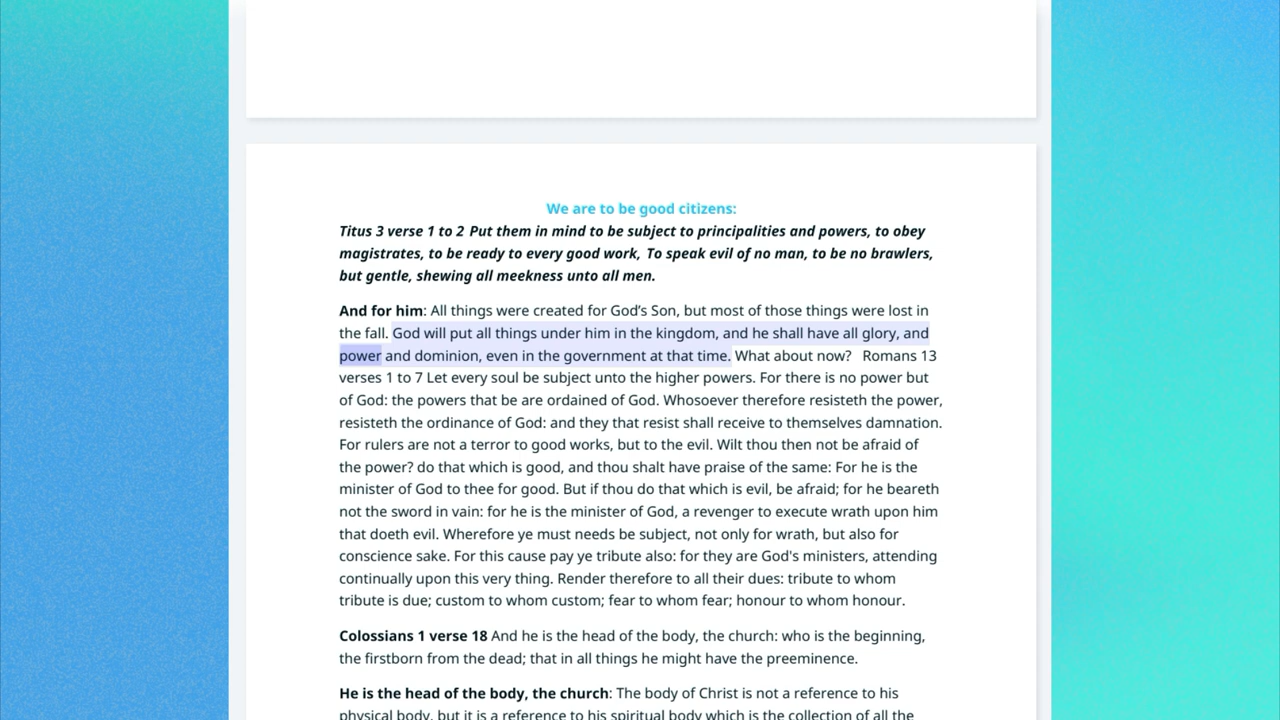 We are to be good citizens:
Titus 3 verse 1 to 2 Put them in mind to be subject to principalities and powers, to obey
magistrates, to be ready to every good work, To speak evil of no man, to be no brawlers,
but gentle, shewing all meekness unto all men.
And for him: All things were created for God’s Son, but most of those things were lost in
the fall. God will put all things under him in the kingdom, and he shall have all glory, and
power and dominion, even in the government at that time. What about now? Romans 13
verses 1 to 7 Let every soul be subject unto the higher powers. For there is no power but
of God: the powers that be are ordained of God. Whosoever therefore resisteth the power,
resisteth the ordinance of God: and they that resist shall receive to themselves damnation.
For rulers are not a terror to good works, but to the evil. Wilt thou then not be afraid of
the power? do that which is good, and thou shalt have praise of the same: For he is the
minister of God to thee for good. But if thou do that which is evil, be afraid; for he beareth
not the sword in vain: for he is the minister of God, a revenger to execute wrath upon him
that doeth evil. Wherefore ye must needs be subject, not only for wrath, but also for
conscience sake. For this cause pay ye tribute also: for they are God's ministers, attending
continually upon this very thing. Render therefore to all their dues: tribute to whom
tribute is due; custom to whom custom; fear to whom fear; honour to whom honour.
Colossians 1 verse 18 And he is the head of the body, the church: who is the beginning,
the firstborn from the dead; that in all things he might have the preeminence.
He is the head of the body, the church: The body of Christ is not a reference to his
physical body, but it is a reference to his spiritual body which is the collection of all the